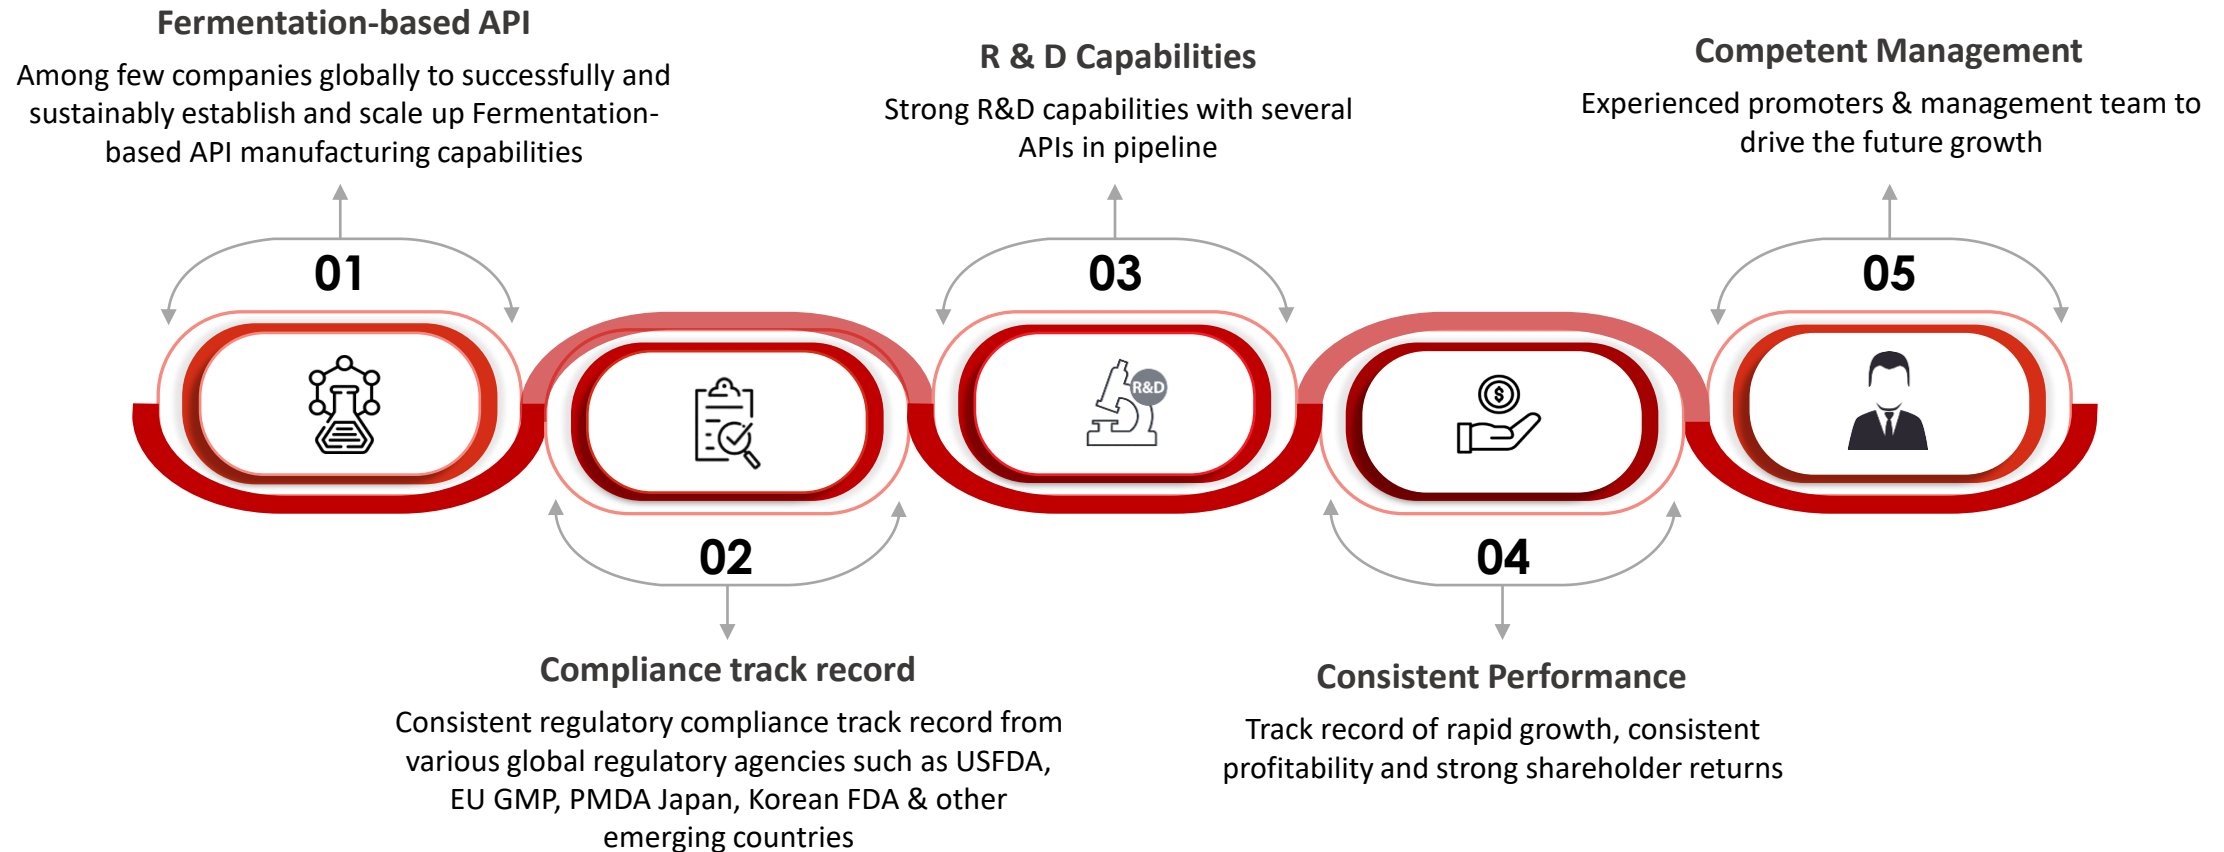 Fermentation-based API
Among few companies globally to successfully and
sustainably establish and scale up Fermentation-
based API manufacturing capabilities
01
02
Compliance track record
Consistent regulatory compliance track record from
various global regulatory agencies such as USFDA,
EU GMP, PMDA Japan, Korean FDA & other
emerging countries
R & D Capabilities
Strong R&D capabilities with several
APIs in pipeline
03
R&D
$
04
Consistent Performance
Track record of rapid growth, consistent
profitability and strong shareholder returns
Competent Management
Experienced promoters & management team to
drive the future growth
05